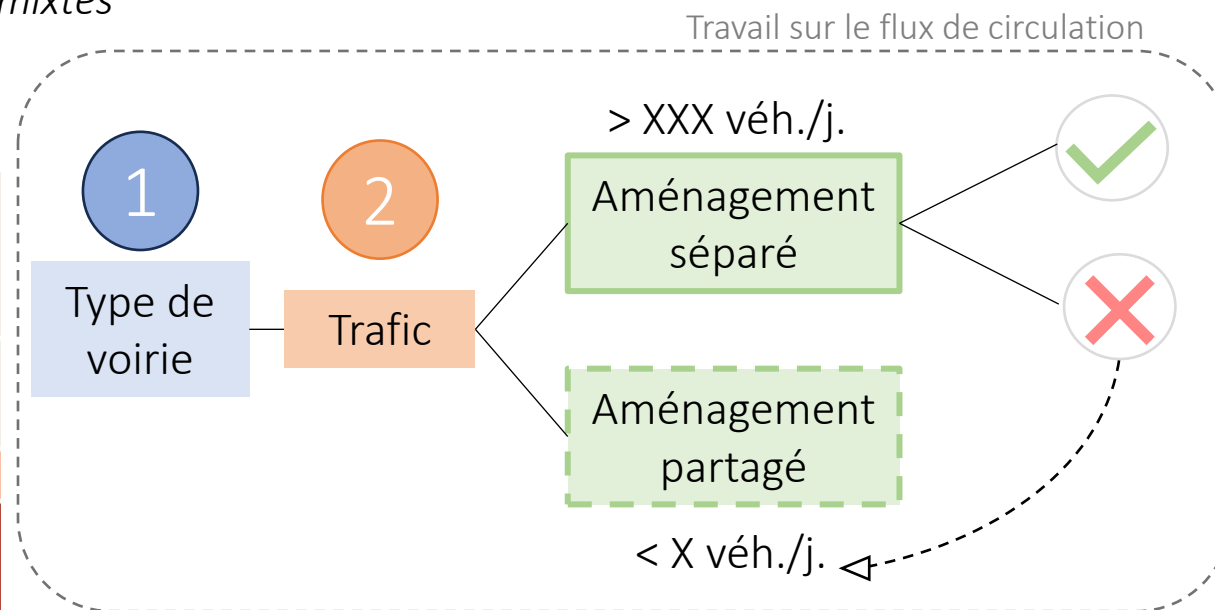 mixtes
Travail sur le flux de circulation
> XXX véh./j.
1
2
Aménagement
séparé
Type de
voirie
Trafic
Aménagement
partagé
< X véh./j.